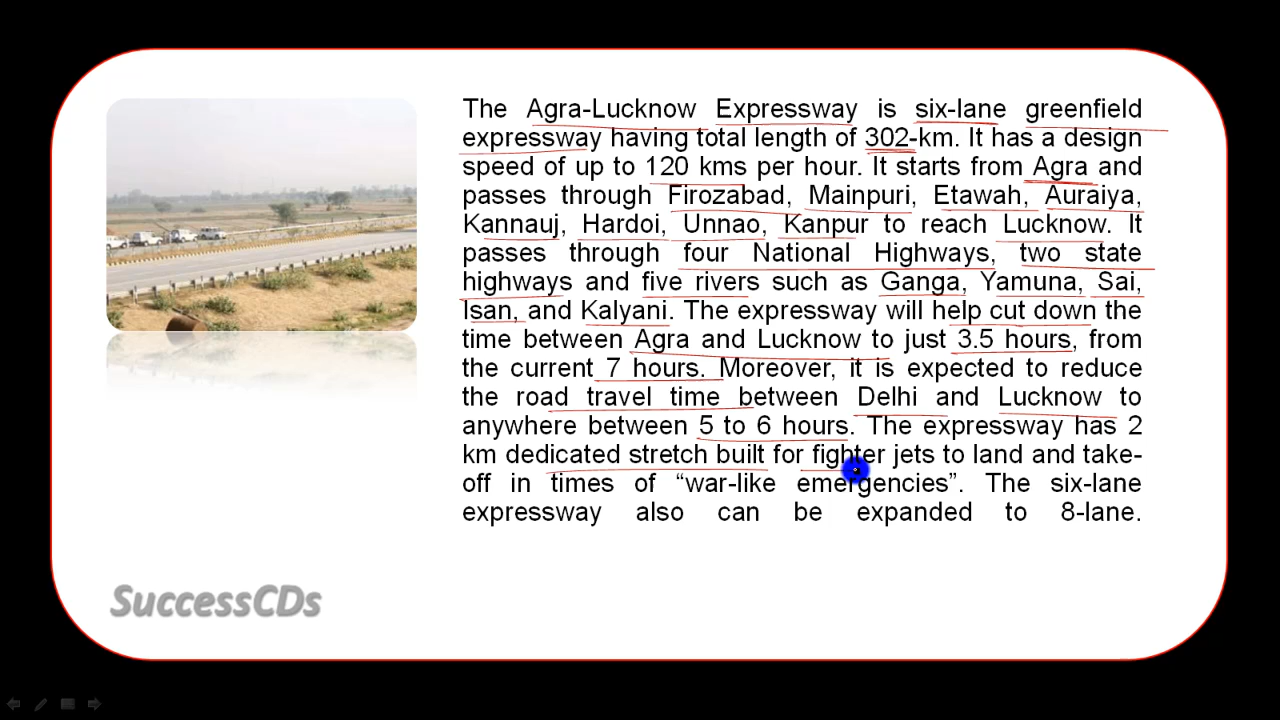 The Agra-Lucknow Expressway is six-lane greenfield
expressway having total length of 302-km. It has a design
speed of up to 120 kms per hour. It starts from Agra and
passes through Firozabad, Mainpuri, Etawah, Auraiya,
Kannauj, Hardoi, Unnao, Kanpur to reach Lucknow. It
passes through four National Highways, two state
highways and five rivers such as Ganga, Yamuna, Sai,
Isan, and Kalyani. The expressway will help cut down the
time between Agra and Lucknow to just 3.5 hours, from
the current 7 hours. Moreover, it is expected to reduce
the road travel time between Delhi and Lucknow to
anywhere between 5 to 6 hours. The expressway has 2
km dedicated stretch built for fighter jets to land and take-
off in times of “war-like emergencies”. The six-lane
expressway also can be expanded to 8-lane.
SuccessCDs